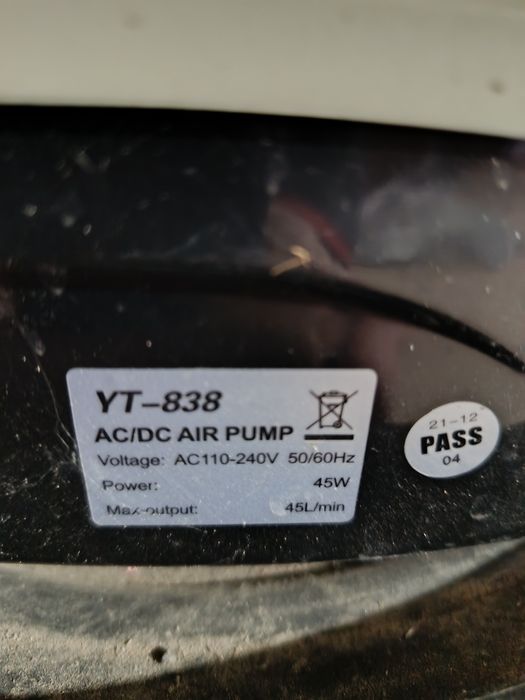 YT-838
AC/DC AIR PUMP
Voltage: AC110-240V 50/60Hz
Power: 45W
Max-output: 45L/min
21-12
PASS
04